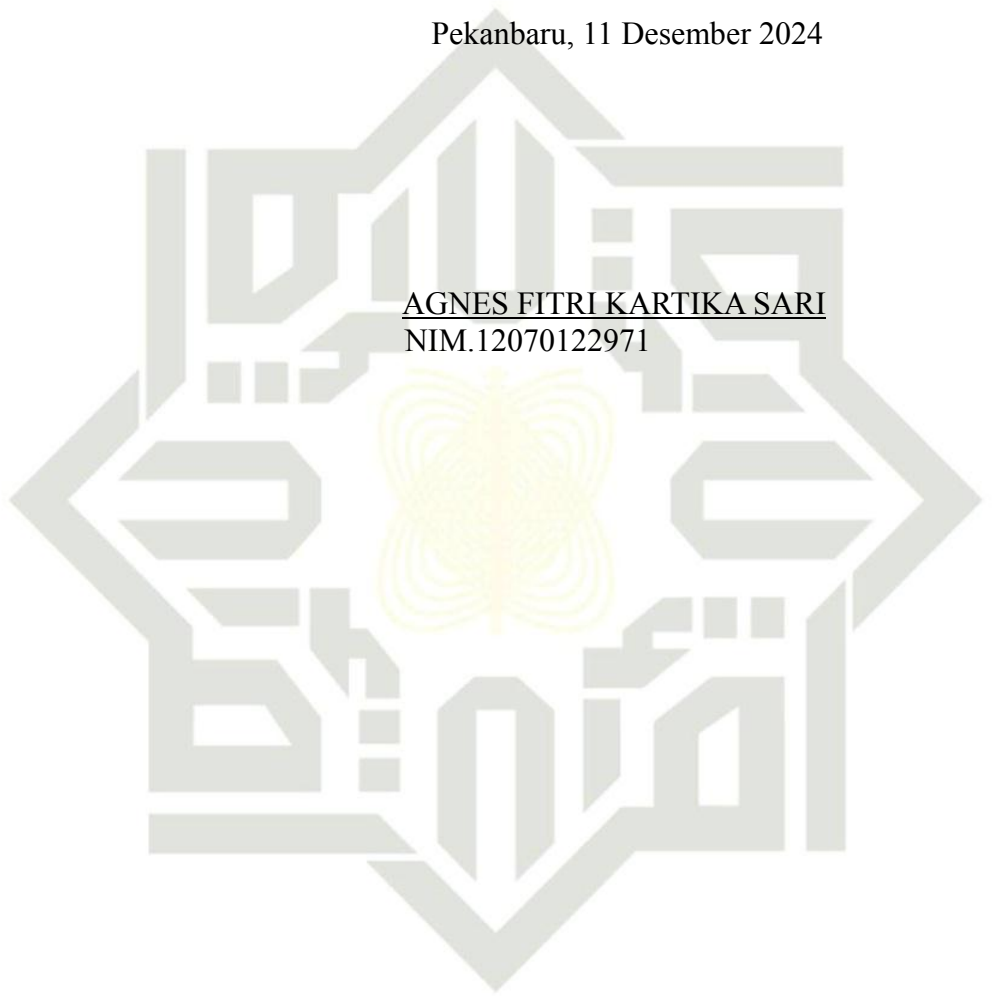 Pekanbaru, 11 Desember 2024
AGNES FITRI KARTIKA SARI
NIM.12070122971